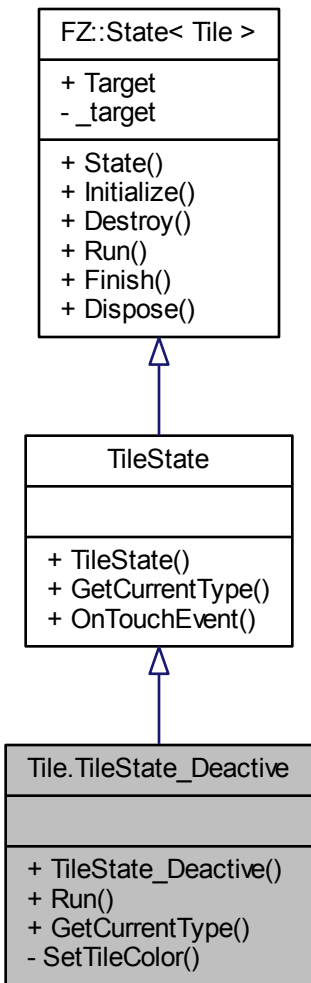 FZ::State< Tile >
+ Target
- _target
+ State()
+ Initialize()
+ Destroy()
+ Run()
+ Finish()
+ Dispose()
TileState
+ TileState()
+ GetCurrentType()
+ OnTouchEvent()
Tile.TileState_Deactive
+ TileState_Deactive()
+ Run()
+ GetCurrentType()
- SetTileColor()